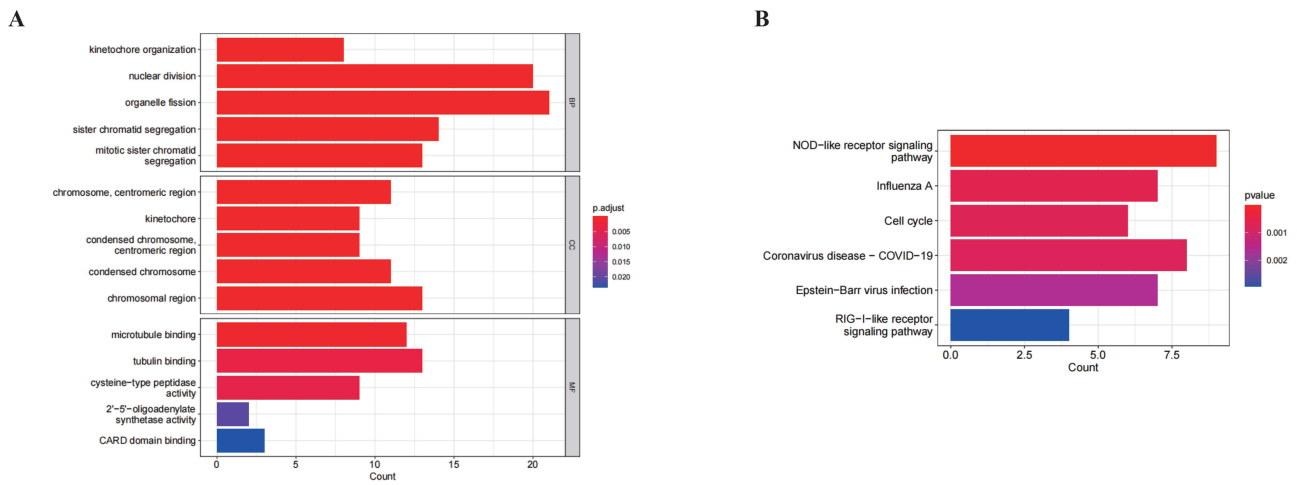 A
kinetochore organization
nuclear division
organelle fission
sister chromatid segregation
mitotic sister chromatid
segregation
BP
chromosome, centromeric region
kinetochore
condensed chromosome,
centromeric region
condensed chromosome
chromosomal region
CC
microtubule binding
tubulin binding
cysteine−type peptidase
activity
2'−5'−oligoadenylate
synthetase activity
CARD domain binding
MF
0 5 10 15 20
Count
p.adjust
0.005
0.010
0.015
0.020
B
NOD−like receptor signaling
pathway
Influenza A
Cell cycle
Coronavirus disease − COVID−19
Epstein−Barr virus infection
RIG−I−like receptor
signaling pathway
0.0 2.5 5.0 7.5
Count
pvalue
0.001
0.002